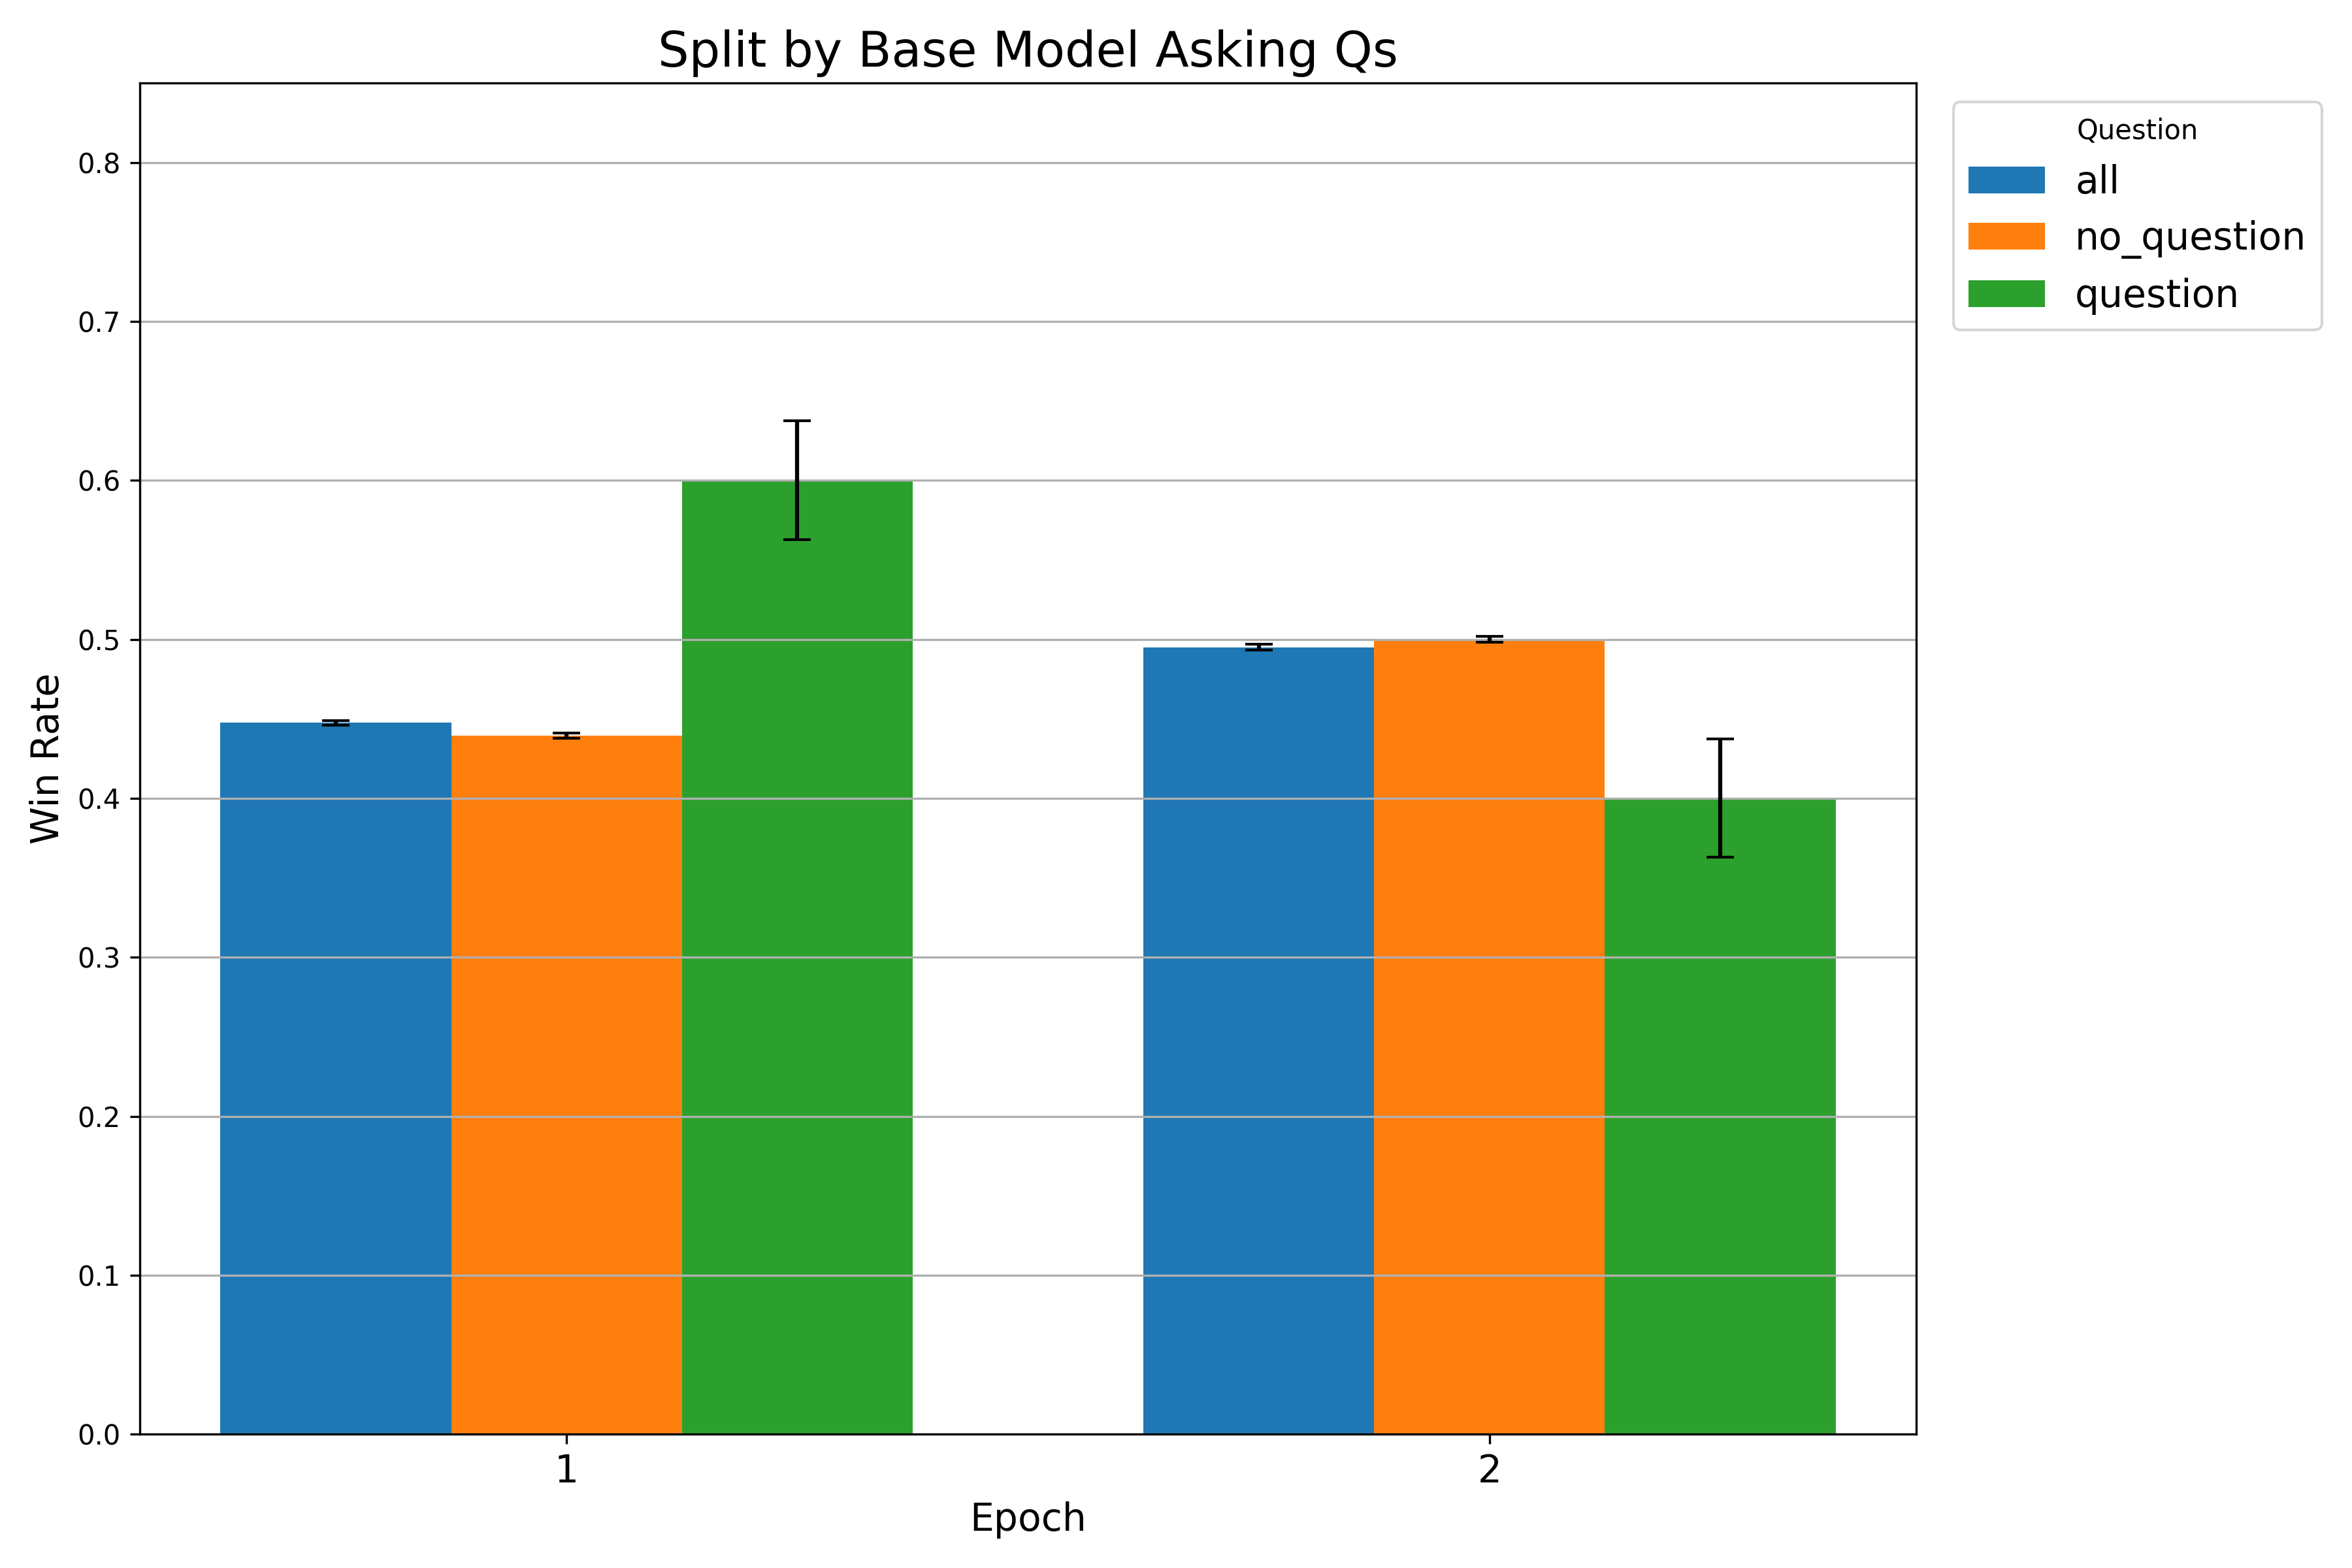 Split by Base Model Asking Qs
Question
all
no_question
question
Win Rate
0.8
0.7
0.6
0.5
0.4
0.3
0.2
0.1
0.0
1
2
Epoch